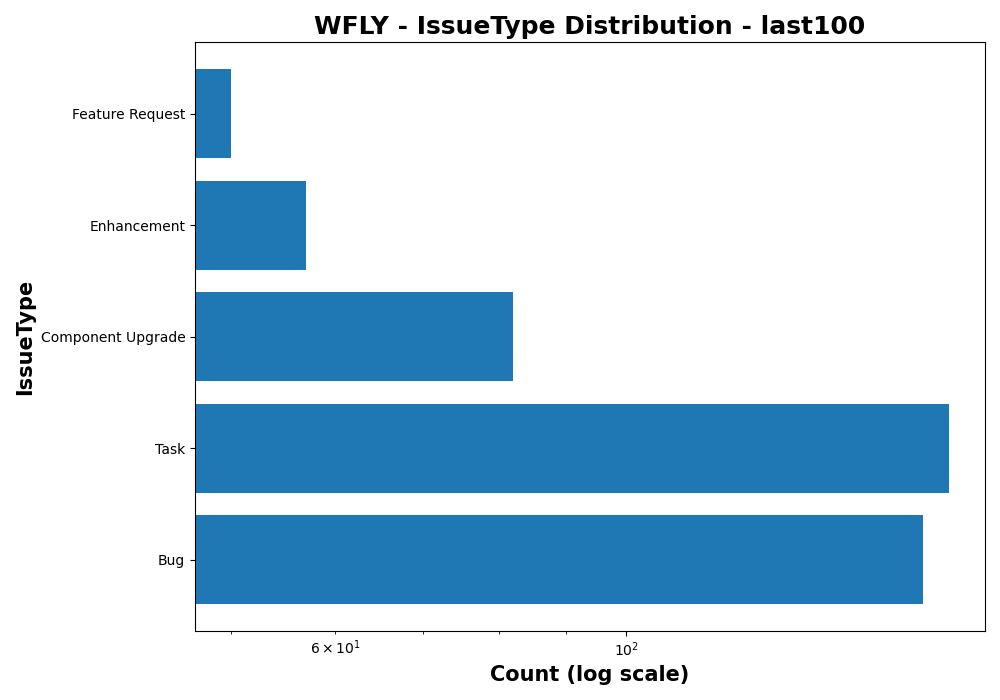 WFLY - IssueType Distribution - last100
Feature Request
Enhancement
Component Upgrade
Task
Bug
IssueType
6 × 10¹
10²
Count (log scale)